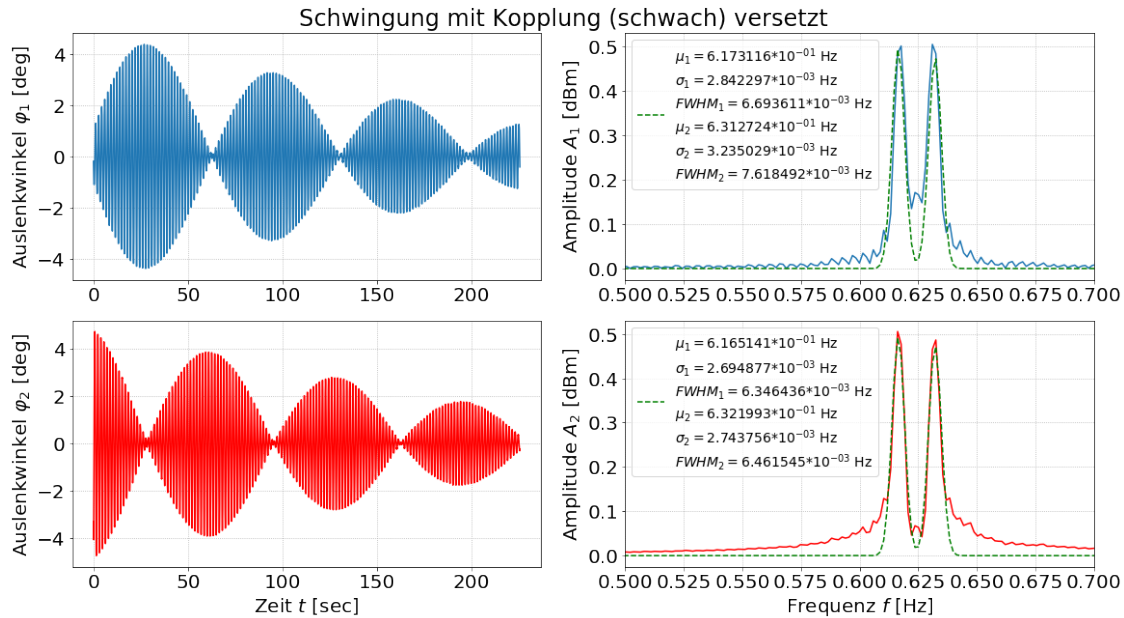 Schwingung mit Kopplung (schwach) versetzt
Auslenkwinkel φ₁ [deg]
4
2
0
−2
−4
0
50
100
150
200
Amplitude A₁ [dBm]
0.5
0.4
0.3
0.2
0.1
0.0
μ₁ = 6.173116*10⁻⁰¹ Hz
σ₁ = 2.842297*10⁻⁰³ Hz
FWHM₁ = 6.693611*10⁻⁰³ Hz
μ₂ = 6.312724*10⁻⁰¹ Hz
σ₂ = 3.235029*10⁻⁰³ Hz
FWHM₂ = 7.618492*10⁻⁰³ Hz
0.500 0.525 0.550 0.575 0.600 0.625 0.650 0.675 0.700
Auslenkwinkel φ₂ [deg]
4
2
0
−2
−4
0
50
100
150
200
Zeit t [sec]
Amplitude A₂ [dBm]
0.5
0.4
0.3
0.2
0.1
0.0
μ₁ = 6.165141*10⁻⁰¹ Hz
σ₁ = 2.694877*10⁻⁰³ Hz
FWHM₁ = 6.346436*10⁻⁰³ Hz
μ₂ = 6.321993*10⁻⁰¹ Hz
σ₂ = 2.743756*10⁻⁰³ Hz
FWHM₂ = 6.461545*10⁻⁰³ Hz
0.500 0.525 0.550 0.575 0.600 0.625 0.650 0.675 0.700
Frequenz f [Hz]